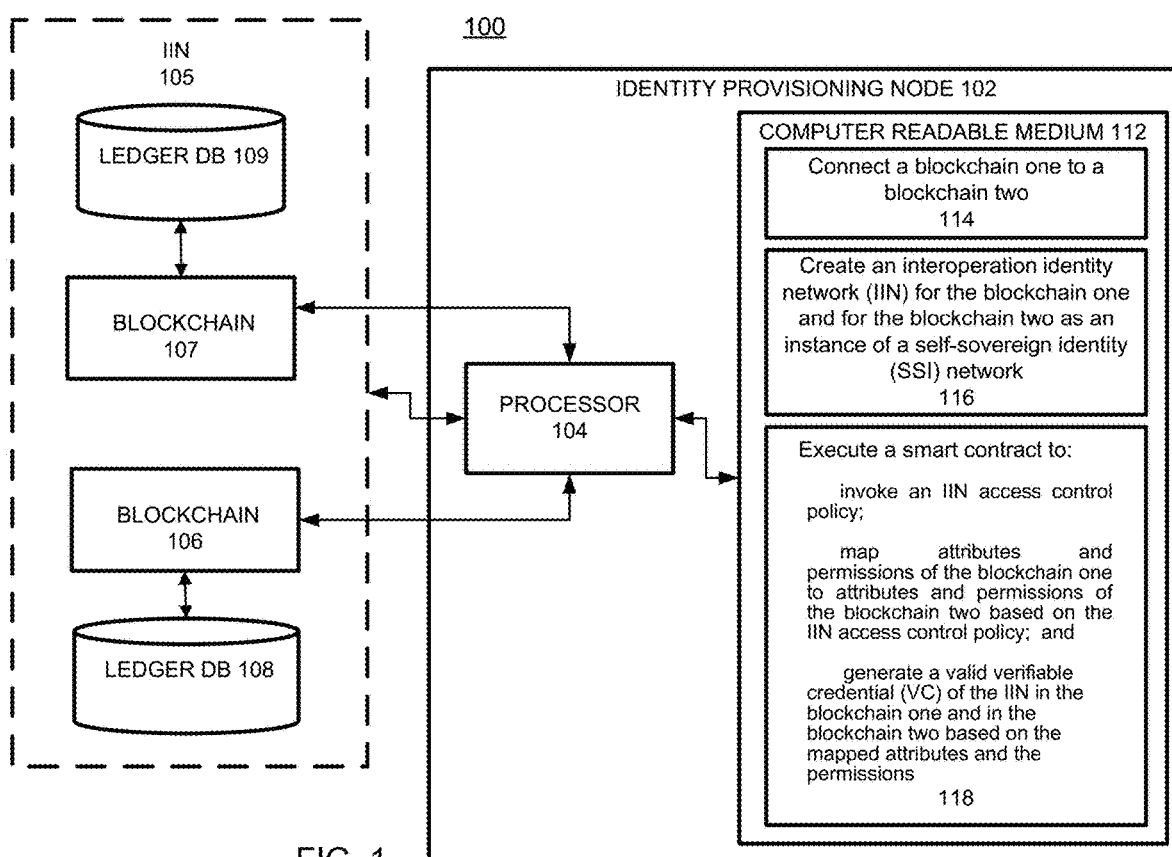 100
IIN
105
LEDGER DB 109
BLOCKCHAIN
107
BLOCKCHAIN
106
LEDGER DB 108
IDENTITY PROVISIONING NODE 102
PROCESSOR
104
COMPUTER READABLE MEDIUM 112
Connect a blockchain one to a
blockchain two
114
Create an interoperation identity
network (IIN) for the blockchain one
and for the blockchain two as an
instance of a self-sovereign identity
(SSI) network
116
Execute a smart contract to:
invoke an IIN access control
policy;
map attributes and
permissions of the blockchain one
to attributes and permissions of
the blockchain two based on the
IIN access control policy; and
generate a valid verifiable
credential (VC) of the IIN in the
blockchain one and in the
blockchain two based on the
mapped attributes and the
permissions
118
FIG. 1